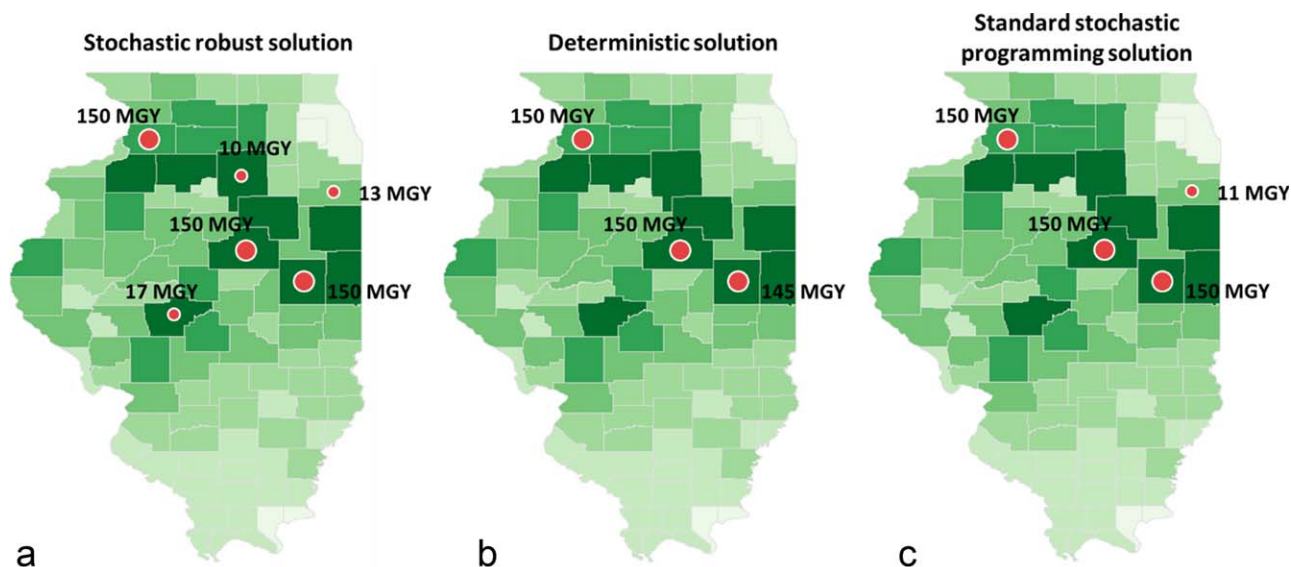 Stochastic robust solution
150 MGY
10 MGY
13 MGY
150 MGY
150 MGY
17 MGY
a
Deterministic solution
150 MGY
150 MGY
145 MGY
b
Standard stochastic
programming solution
150 MGY
11 MGY
150 MGY
150 MGY
c